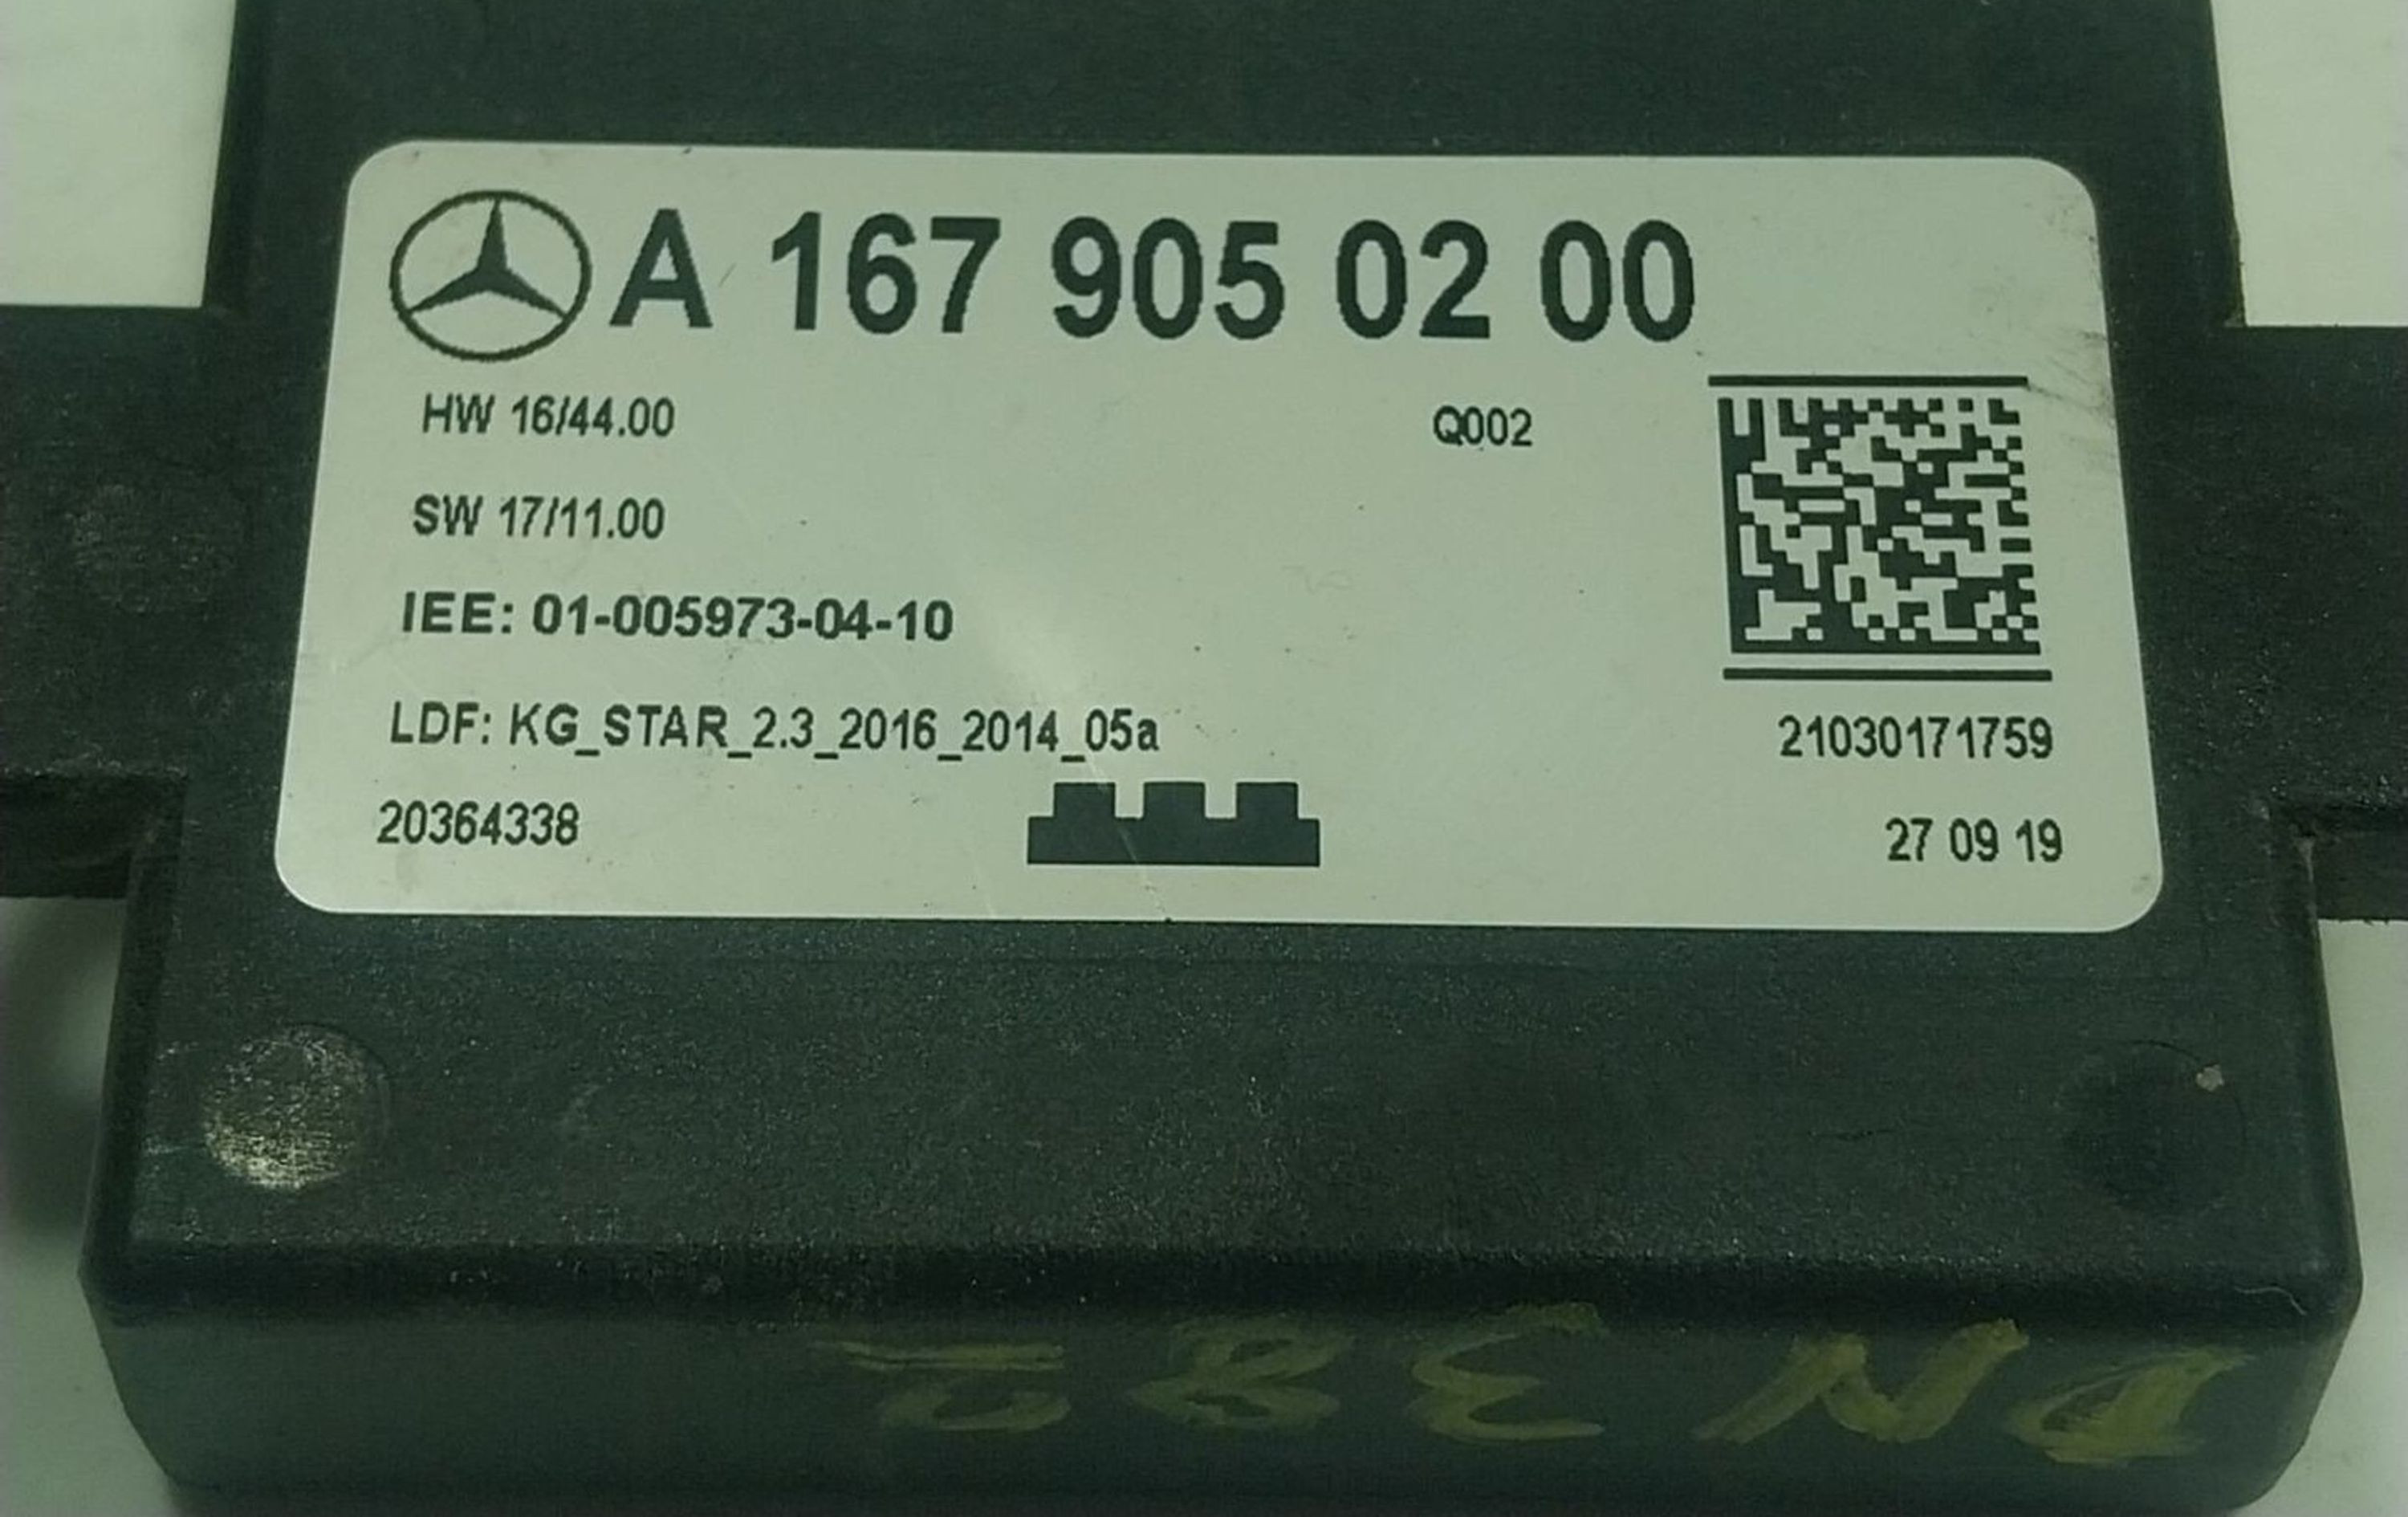 A 167 905 02 00
HW 16/44.00
Q002
SW 17/11.00
IEE: 01-005973-04-10
LDF: KG_STAR_2.3_2016_2014_05a
21030171759
20364338
27 09 19